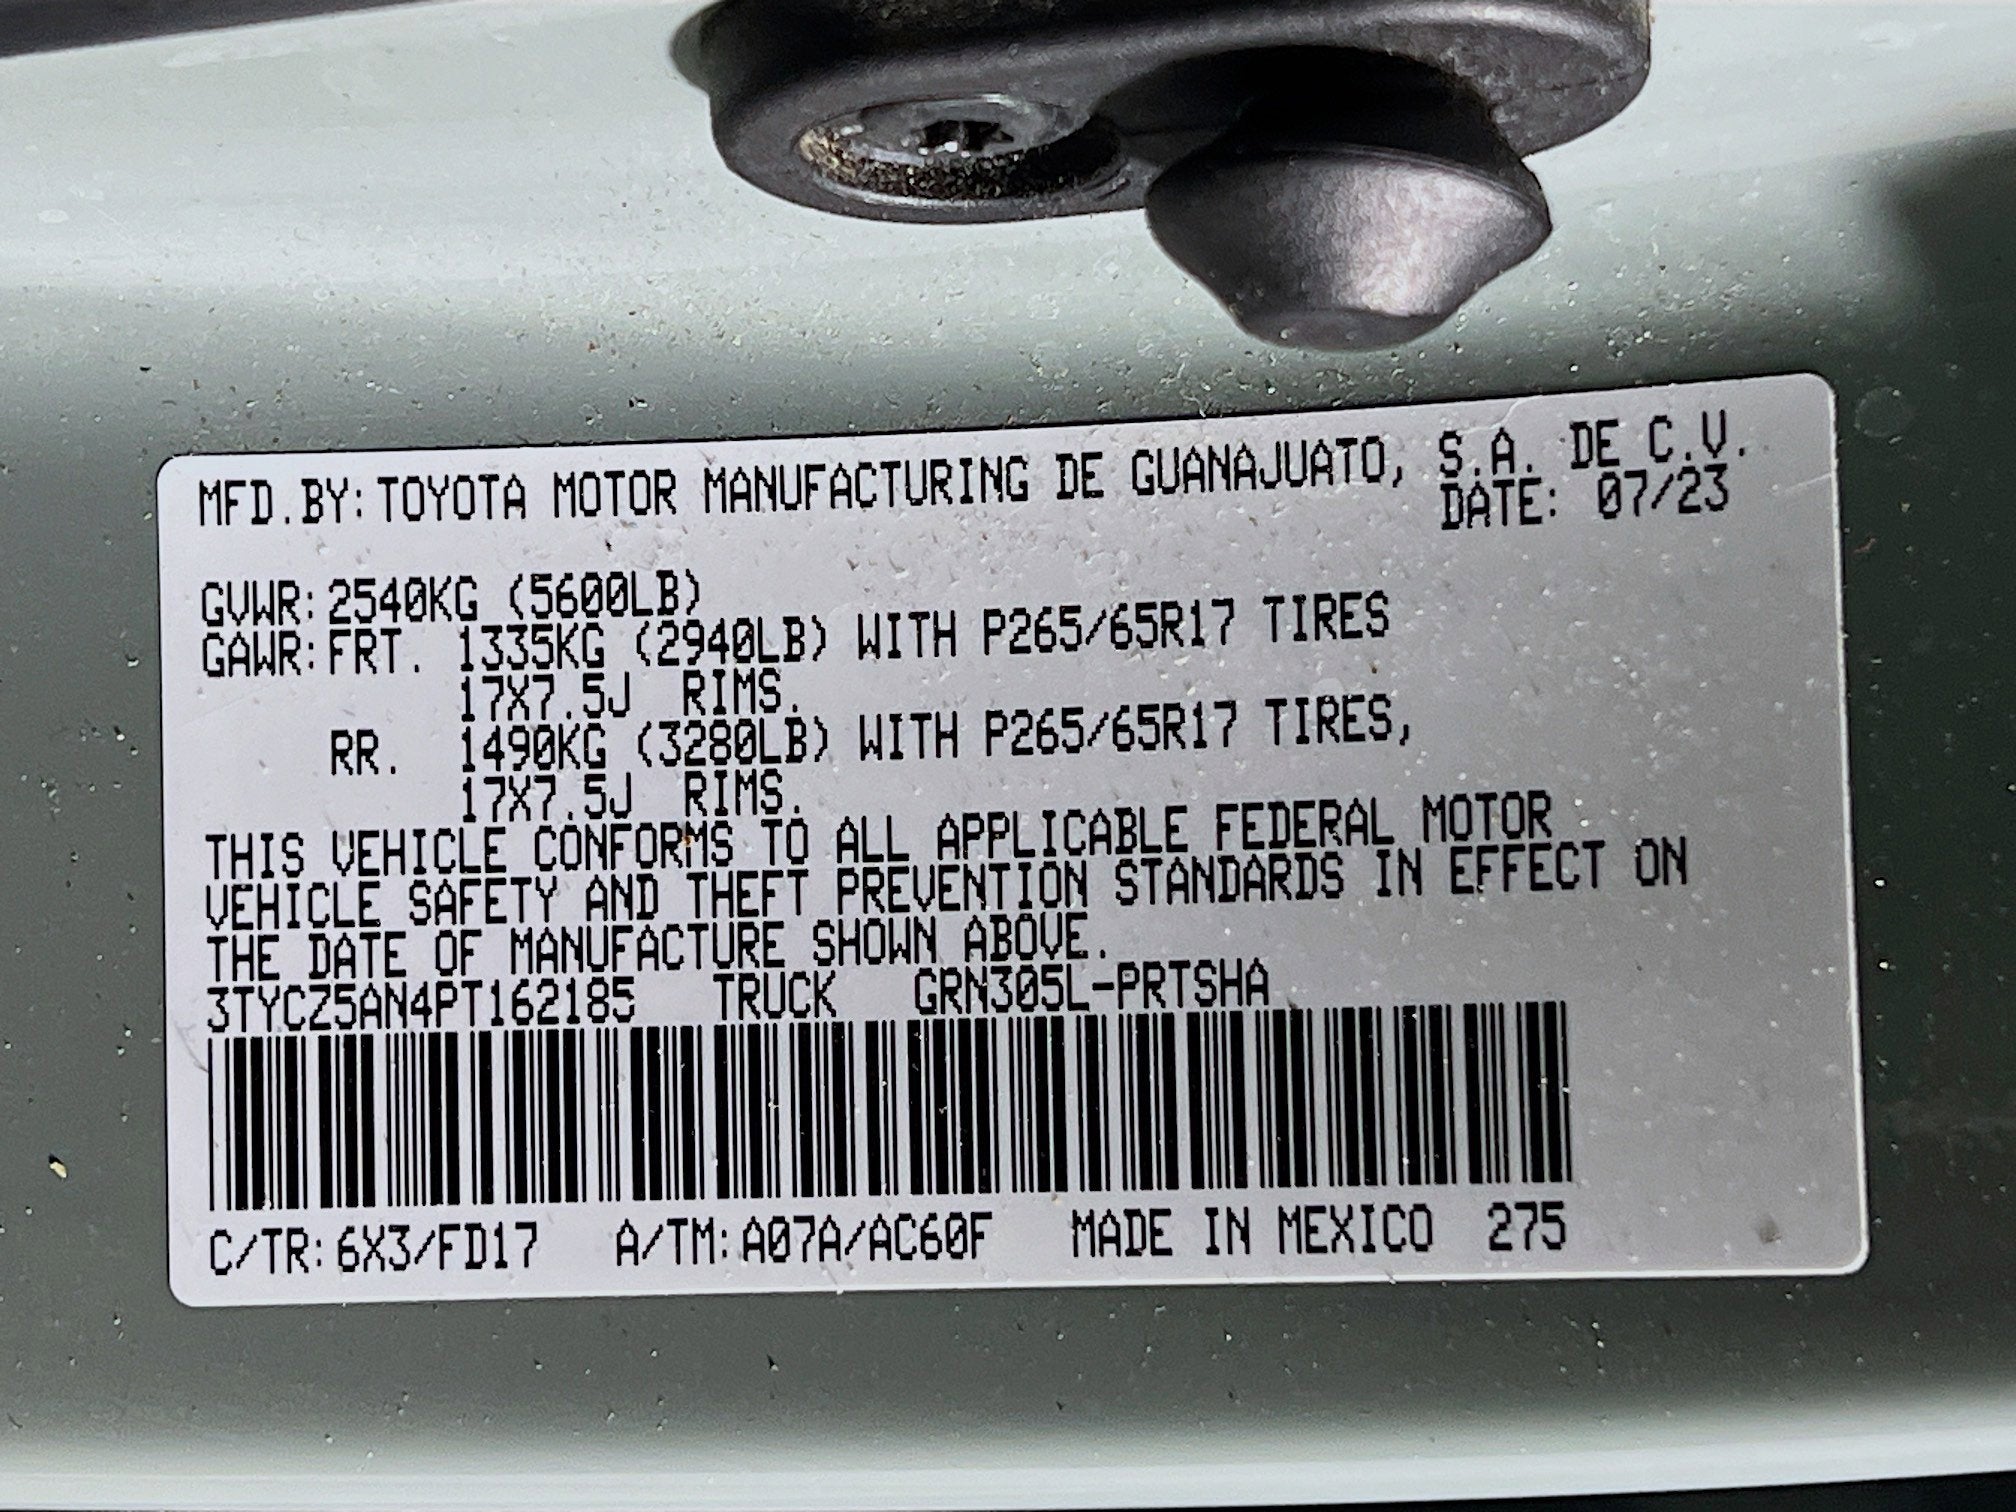 MFD.BY:TOYOTA MOTOR MANUFACTURING DE GUANAJUATO, S.A. DE C.V.
DATE: 07/23
GVWR:2540KG (5600LB)
GAWR:FRT. 1335KG (2940LB) WITH P265/65R17 TIRES
17X7.5J RIMS.
RR. 1490KG (3280LB) WITH P265/65R17 TIRES,
17X7.5J RIMS.
THIS VEHICLE CONFORMS TO ALL APPLICABLE FEDERAL MOTOR
VEHICLE SAFETY AND THEFT PREVENTION STANDARDS IN EFFECT ON
THE DATE OF MANUFACTURE SHOWN ABOVE.
3TYCZ5AN4PT162185 TRUCK GRN305L-PRTSHA
C/TR:6X3/FD17 A/TM:A07A/AC60F MADE IN MEXICO 275